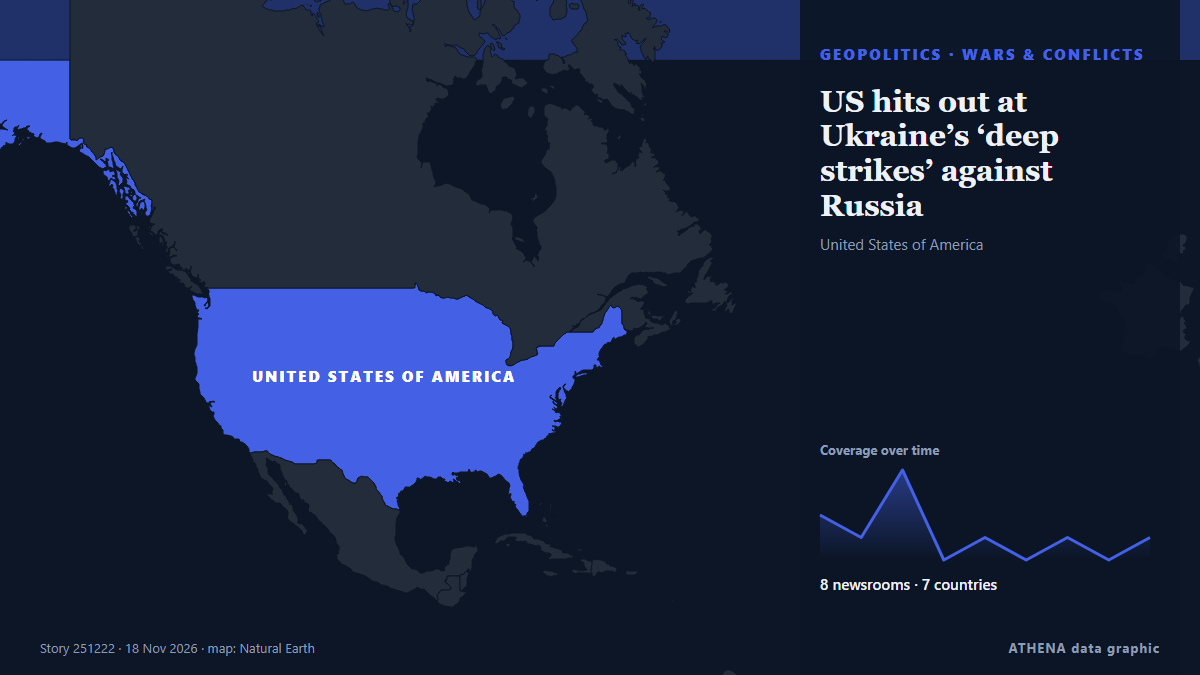 GEOPOLITICS · WARS & CONFLICTS
US hits out at
Ukraine’s ‘deep
strikes’ against
Russia
United States of America
UNITED STATES OF AMERICA
Coverage over time
8 newsrooms · 7 countries
Story 251222 · 18 Nov 2026 · map: Natural Earth
ATHENA data graphic